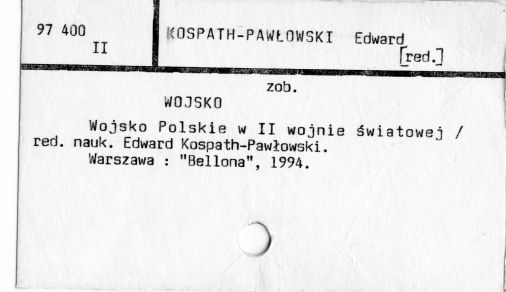 97 400
II
KOSPATH-PAWŁOWSKI Edward
[red.]
zob.
WOJSKO
Wojsko Polskie w II wojnie światowej /
red. nauk. Edward Kospath-Pawłowski.
Warszawa : "Bellona", 1994.